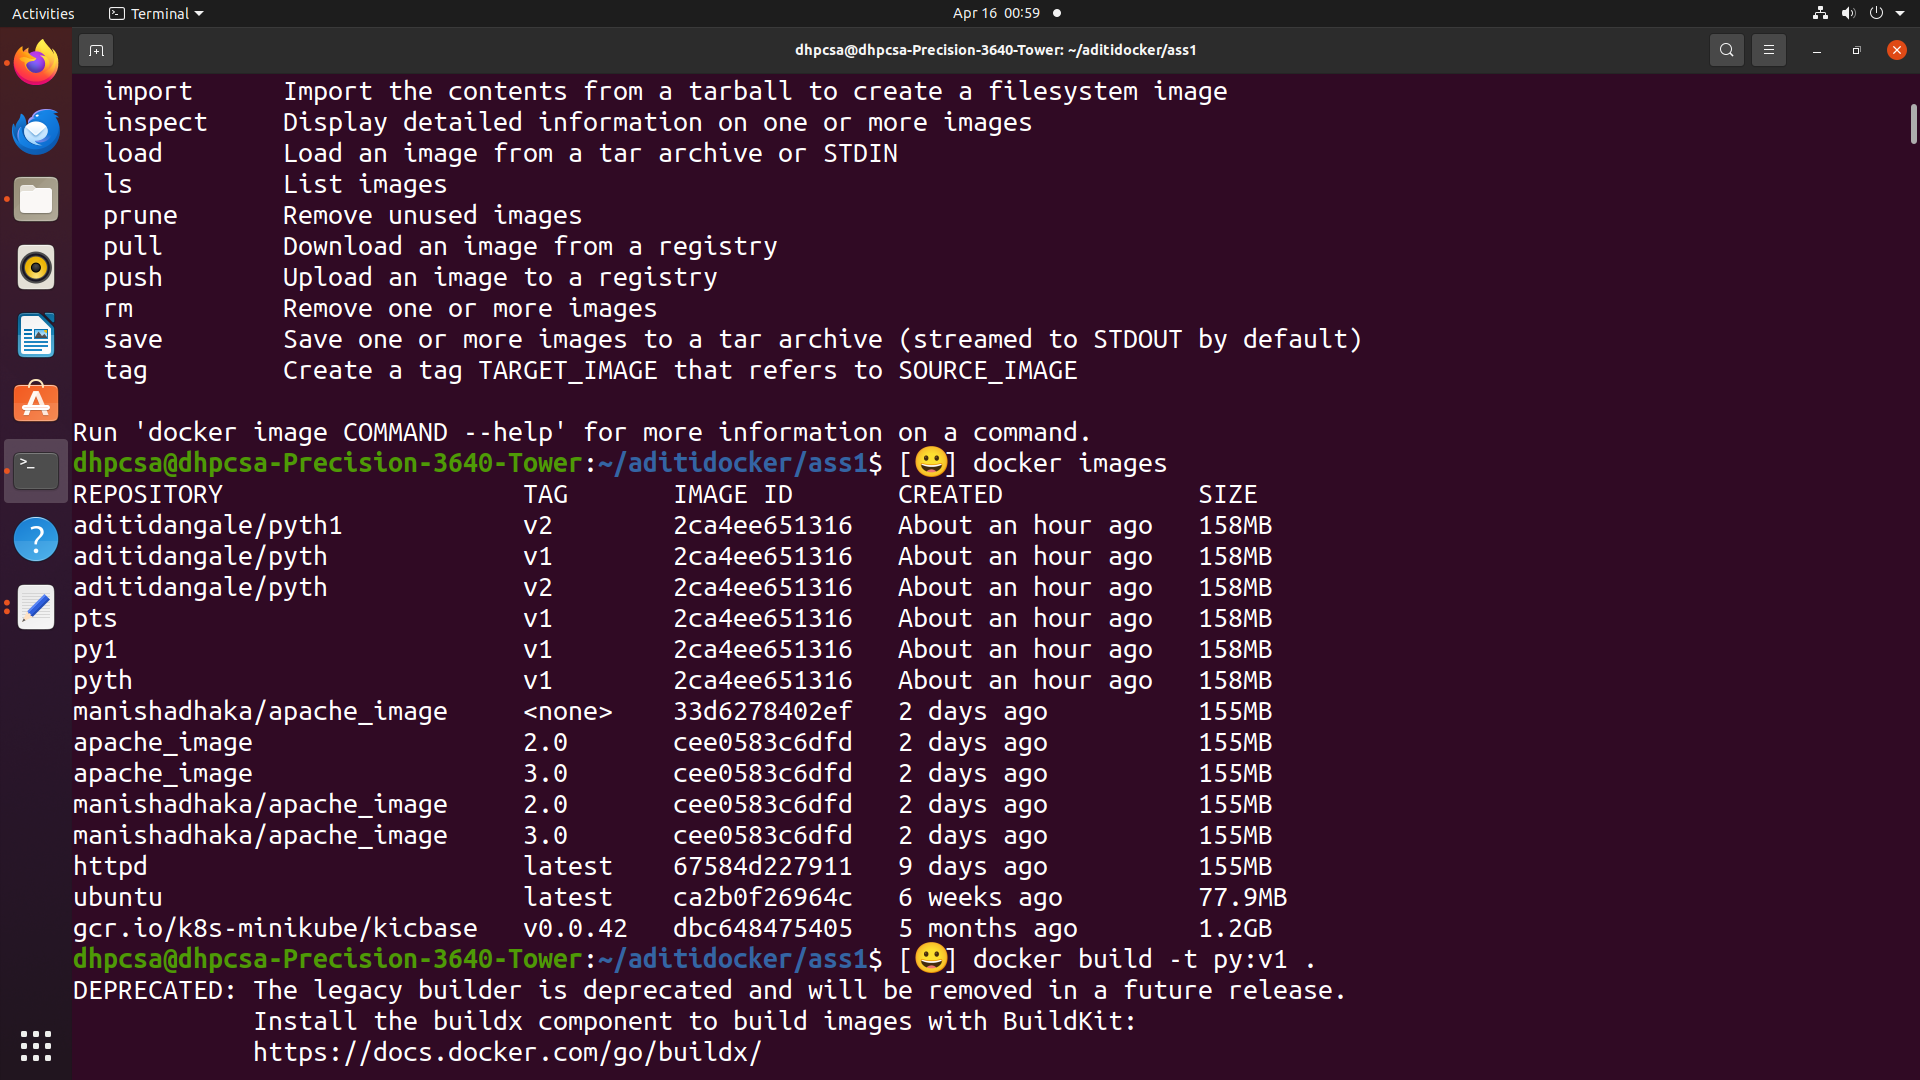 Activities Terminal Apr 16 00:59
dhpcsa@dhpcsa-Precision-3640-Tower: ~/aditidocker/ass1
import Import the contents from a tarball to create a filesystem image
inspect Display detailed information on one or more images
load Load an image from a tar archive or STDIN
ls List images
prune Remove unused images
pull Download an image from a registry
push Upload an image to a registry
rm Remove one or more images
save Save one or more images to a tar archive (streamed to STDOUT by default)
tag Create a tag TARGET_IMAGE that refers to SOURCE_IMAGE
Run 'docker image COMMAND --help' for more information on a command.
dhpcsa@dhpcsa-Precision-3640-Tower:~/aditidocker/ass1$ [😀] docker images
REPOSITORY TAG IMAGE ID CREATED SIZE
aditidangale/pyth1 v2 2ca4ee651316 About an hour ago 158MB
aditidangale/pyth v1 2ca4ee651316 About an hour ago 158MB
aditidangale/pyth v2 2ca4ee651316 About an hour ago 158MB
pts v1 2ca4ee651316 About an hour ago 158MB
py1 v1 2ca4ee651316 About an hour ago 158MB
pyth v1 2ca4ee651316 About an hour ago 158MB
manishadhaka/apache_image <none> 33d6278402ef 2 days ago 155MB
apache_image 2.0 cee0583c6dfd 2 days ago 155MB
apache_image 3.0 cee0583c6dfd 2 days ago 155MB
manishadhaka/apache_image 2.0 cee0583c6dfd 2 days ago 155MB
manishadhaka/apache_image 3.0 cee0583c6dfd 2 days ago 155MB
httpd latest 67584d227911 9 days ago 155MB
ubuntu latest ca2b0f26964c 6 weeks ago 77.9MB
gcr.io/k8s-minikube/kicbase v0.0.42 dbc648475405 5 months ago 1.2GB
dhpcsa@dhpcsa-Precision-3640-Tower:~/aditidocker/ass1$ [😀] docker build -t py:v1 .
DEPRECATED: The legacy builder is deprecated and will be removed in a future release.
Install the buildx component to build images with BuildKit:
https://docs.docker.com/go/buildx/